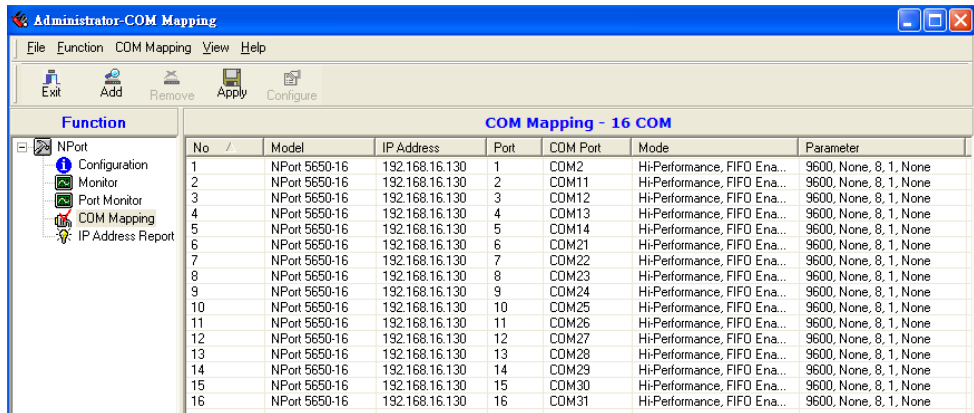 Administrator-COM Mapping
File Function COM Mapping View Help
Exit Add Remove Apply Configure
Function
COM Mapping - 16 COM
NPort
Configuration
Monitor
Port Monitor
COM Mapping
IP Address Report
No Model IP Address Port COM Port Mode Parameter
1 NPort 5650-16 192.168.16.130 1 COM2 Hi-Performance, FIFO Ena... 9600, None, 8, 1, None
2 NPort 5650-16 192.168.16.130 2 COM11 Hi-Performance, FIFO Ena... 9600, None, 8, 1, None
3 NPort 5650-16 192.168.16.130 3 COM12 Hi-Performance, FIFO Ena... 9600, None, 8, 1, None
4 NPort 5650-16 192.168.16.130 4 COM13 Hi-Performance, FIFO Ena... 9600, None, 8, 1, None
5 NPort 5650-16 192.168.16.130 5 COM14 Hi-Performance, FIFO Ena... 9600, None, 8, 1, None
6 NPort 5650-16 192.168.16.130 6 COM21 Hi-Performance, FIFO Ena... 9600, None, 8, 1, None
7 NPort 5650-16 192.168.16.130 7 COM22 Hi-Performance, FIFO Ena... 9600, None, 8, 1, None
8 NPort 5650-16 192.168.16.130 8 COM23 Hi-Performance, FIFO Ena... 9600, None, 8, 1, None
9 NPort 5650-16 192.168.16.130 9 COM24 Hi-Performance, FIFO Ena... 9600, None, 8, 1, None
10 NPort 5650-16 192.168.16.130 10 COM25 Hi-Performance, FIFO Ena... 9600, None, 8, 1, None
11 NPort 5650-16 192.168.16.130 11 COM26 Hi-Performance, FIFO Ena... 9600, None, 8, 1, None
12 NPort 5650-16 192.168.16.130 12 COM27 Hi-Performance, FIFO Ena... 9600, None, 8, 1, None
13 NPort 5650-16 192.168.16.130 13 COM28 Hi-Performance, FIFO Ena... 9600, None, 8, 1, None
14 NPort 5650-16 192.168.16.130 14 COM29 Hi-Performance, FIFO Ena... 9600, None, 8, 1, None
15 NPort 5650-16 192.168.16.130 15 COM30 Hi-Performance, FIFO Ena... 9600, None, 8, 1, None
16 NPort 5650-16 192.168.16.130 16 COM31 Hi-Performance, FIFO Ena... 9600, None, 8, 1, None